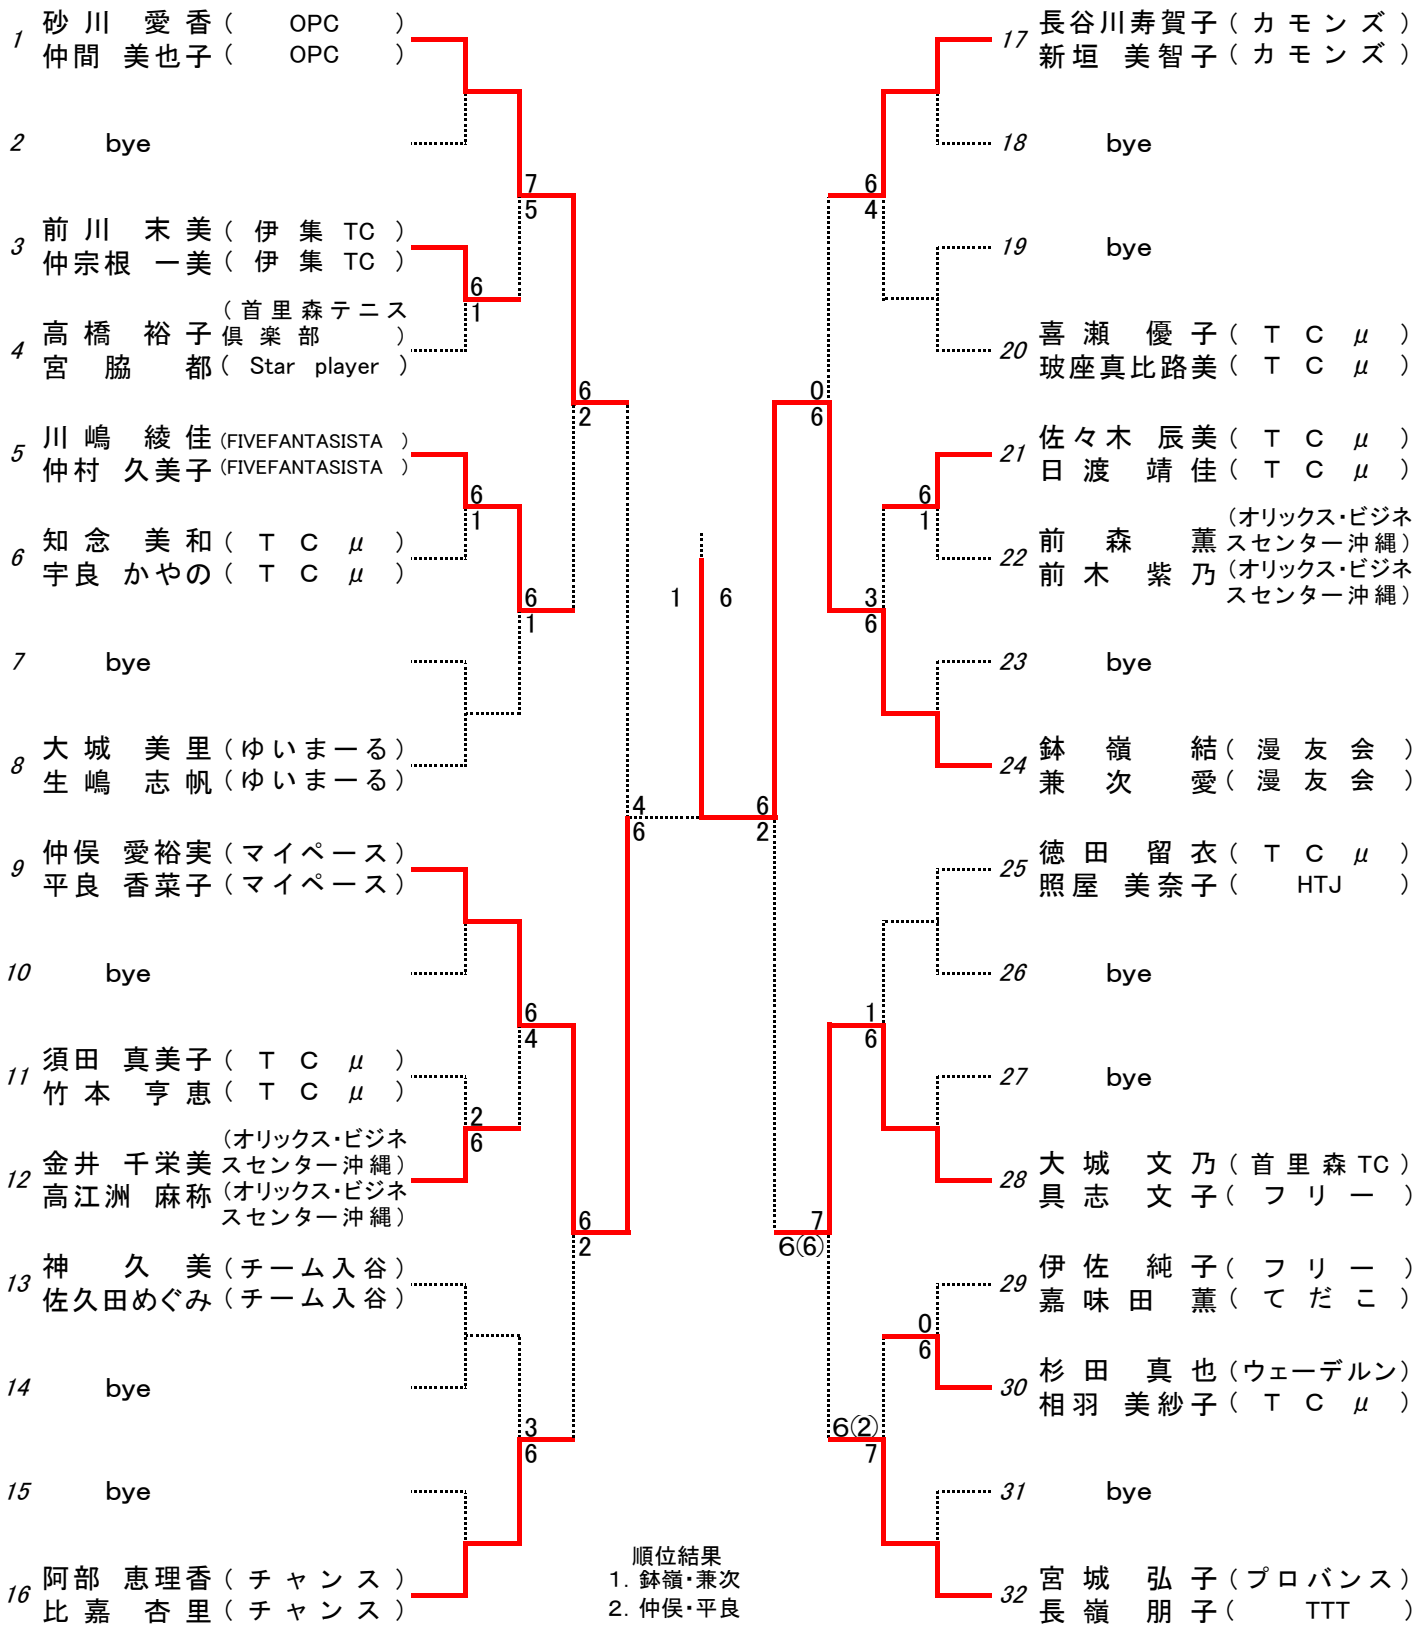 1 砂川 愛香 ( OPC )
仲間 美也子 ( OPC )
2 bye
7
5
3 前川 末美 ( 伊集 TC )
仲宗根 一美 ( 伊集 TC )
6
1
4 高橋 裕子 (首里森テニス倶楽部 )
宮脇 都 ( Star player )
6
2
5 川嶋 綾佳 (FIVEFANTASISTA )
仲村 久美子 (FIVEFANTASISTA )
6
1
6 知念 美和 ( T C μ )
宇良 かやの ( T C μ )
6
1
7 bye
8 大城 美里 (ゆいまーる)
生嶋 志帆 (ゆいまーる)
4
6
9 仲俣 愛裕実 (マイペース)
平良 香菜子 (マイペース)
10 bye
6
4
11 須田 真美子 ( T C μ )
竹本 亨恵 ( T C μ )
2
6
12 金井 千栄美 (オリックス・ビジネスセンター沖縄)
高江洲 麻称 (オリックス・ビジネスセンター沖縄)
6
2
13 神 久美 (チーム入谷)
佐久田めぐみ (チーム入谷)
14 bye
3
6
15 bye
16 阿部 恵理香 (チャンス)
比嘉 杏里 (チャンス)
1 6
17 長谷川寿賀子 (カモンズ)
新垣 美智子 (カモンズ)
18 bye
6
4
19 bye
20 喜瀬 優子 ( T C μ )
玻座真比路美 ( T C μ )
0
6
21 佐々木 辰美 ( T C μ )
日渡 靖佳 ( T C μ )
6
1
22 前森 薫 (オリックス・ビジネスセンター沖縄)
前木 紫乃 (オリックス・ビジネスセンター沖縄)
3
6
23 bye
24 鉢嶺 結 ( 漫友会 )
兼次 愛 ( 漫友会 )
6
2
25 徳田 留衣 ( T C μ )
照屋 美奈子 ( HTJ )
26 bye
1
6
27 bye
28 大城 文乃 (首里森TC)
具志 文子 ( フリー )
7
6(6)
29 伊佐 純子 ( フリー )
嘉味田 薫 ( てだこ )
0
6
30 杉田 真也 (ウェーデルン)
相羽 美紗子 ( T C μ )
6(2)
7
31 bye
32 宮城 弘子 (プロバンス)
長嶺 朋子 ( TTT )
順位結果
1. 鉢嶺・兼次
2. 仲俣・平良